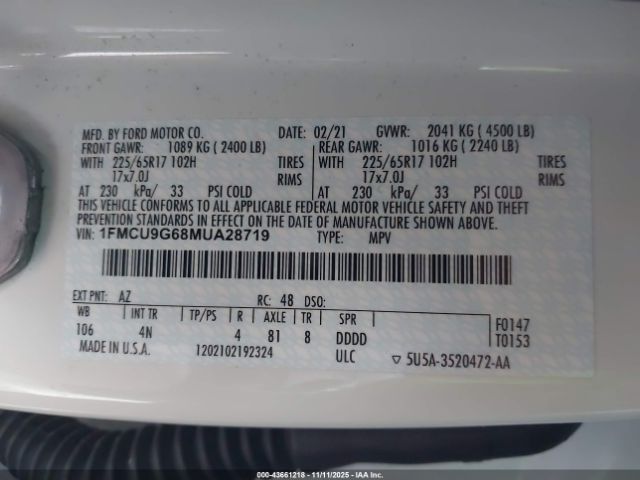 MFD. BY FORD MOTOR CO. DATE: 02/21 GVWR: 2041 KG ( 4500 LB)
FRONT GAWR: 1089 KG ( 2400 LB) REAR GAWR: 1016 KG ( 2240 LB)
WITH 225/65R17 102H TIRES WITH 225/65R17 102H TIRES
17x7.0J RIMS 17x7.0J RIMS
AT 230 kPa/ 33 PSI COLD AT 230 kPa/ 33 PSI COLD
THIS VEHICLE CONFORMS TO ALL APPLICABLE FEDERAL MOTOR VEHICLE SAFETY AND THEFT
PREVENTION STANDARDS IN EFFECT ON THE DATE OF MANUFACTURE SHOWN ABOVE.
VIN: 1FMCU9G68MUA28719 TYPE: MPV
EXT PNT: AZ RC: 48 DSO:
WB INT TR TP/PS R AXLE TR SPR F0147
106 4N 4 81 8 DDDD T0153
MADE IN U.S.A. 1202102192324 ULC ▽ 5U5A-3520472-AA
000-43661218 - 11/11/2025 - IAA Inc.